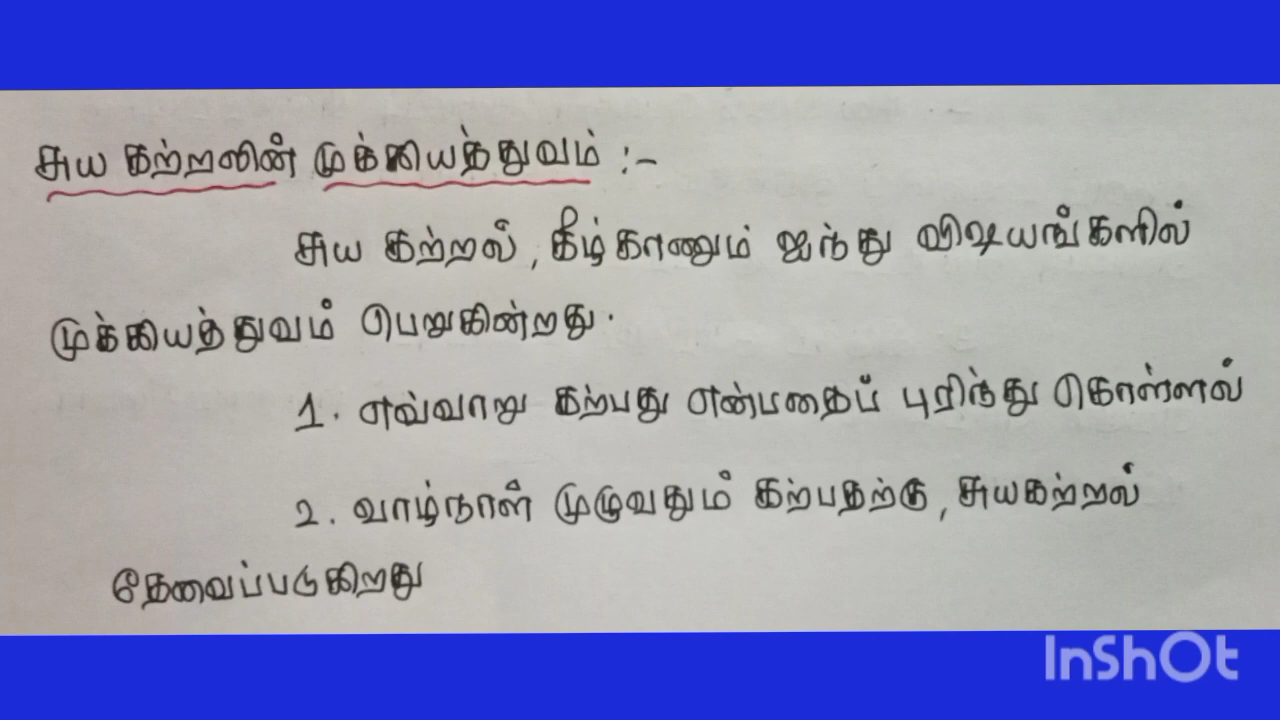 சுய கற்றலின் முக்கியத்துவம் :-
சுய கற்றல், கீழ்காணும் ஐந்து விஷயங்களில்
முக்கியத்துவம் பெறுகின்றது.
1. எவ்வாறு கற்பது என்பதைப் புரிந்து கொள்ளல்
2. வாழ்நாள் முழுவதும் கற்பதற்கு, சுயகற்றல்
தேவைப்படுகிறது
InShOt